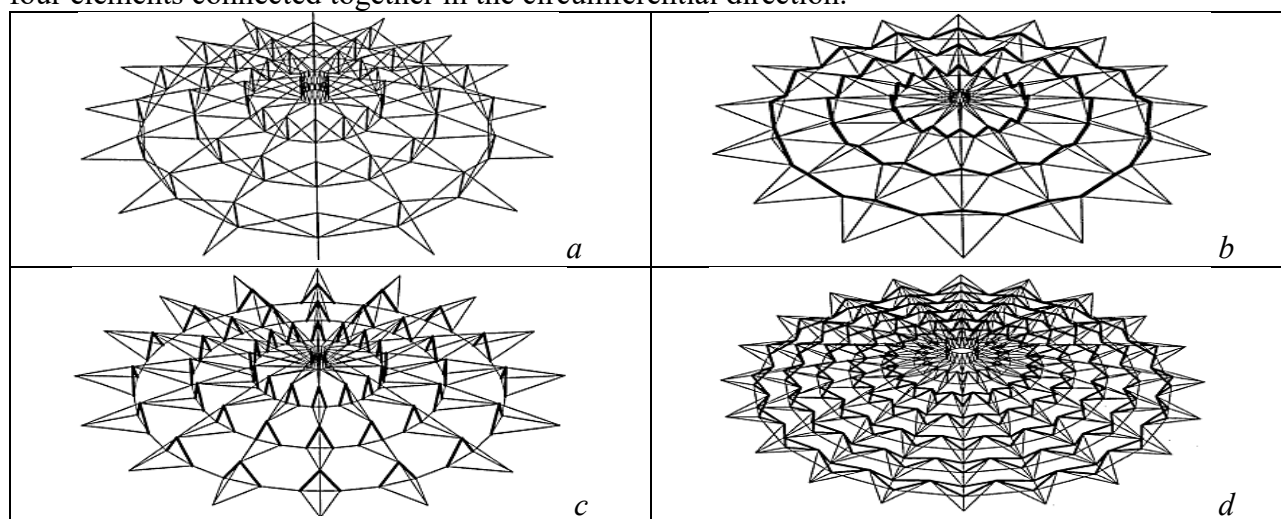 four elements connected together in the circumferential direction.
a
b
c
d